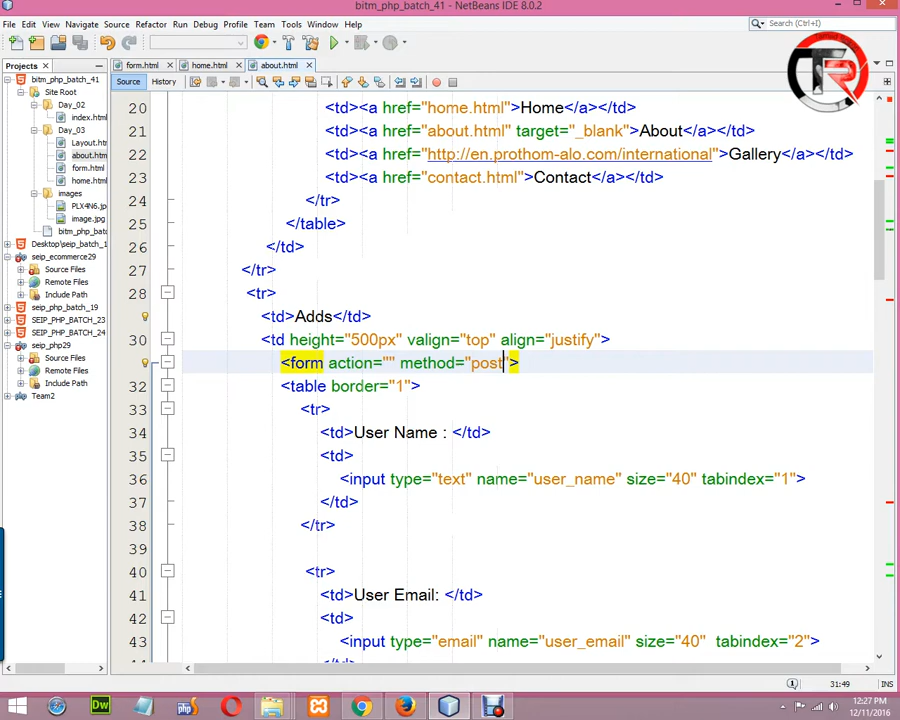 bitm_php_batch_41 - NetBeans IDE 8.0.2
File Edit View Navigate Source Refactor Run Debug Profile Team Tools Window Help
Search (Ctrl+I)
Projects
form.html
home.html
about.html
Source History
bitm_php_batch_41
Site Root
Day_02
index.html
Day_03
Layout.ht
about.htm
form.html
home.htm
images
PLX4N6.jp
image.jpg
bitm_php_batc
Desktop\seip_batch_1
seip_ecommerce29
Source Files
Remote Files
Include Path
seip_php_batch_19
SEIP_PHP_BATCH_23
SEIP_PHP_BATCH_24
seip_php29
Source Files
Remote Files
Include Path
Team2
20 <td><a href="home.html">Home</a></td>
21 <td><a href="about.html" target="_blank">About</a></td>
22 <td><a href="http://en.prothom-alo.com/international">Gallery</a></td>
23 <td><a href="contact.html">Contact</a></td>
24 </tr>
25 </table>
26 </td>
27 </tr>
28 <tr>
<td>Adds</td>
30 <td height="500px" valign="top" align="justify">
<form action="" method="post">
32 <table border="1">
33 <tr>
34 <td>User Name : </td>
35 <td>
36 <input type="text" name="user_name" size="40" tabindex="1">
37 </td>
38 </tr>
39
40 <tr>
41 <td>User Email: </td>
42 <td>
43 <input type="email" name="user_email" size="40" tabindex="2">
44 </td>
31:49 INS
12:27 PM
12/11/2016